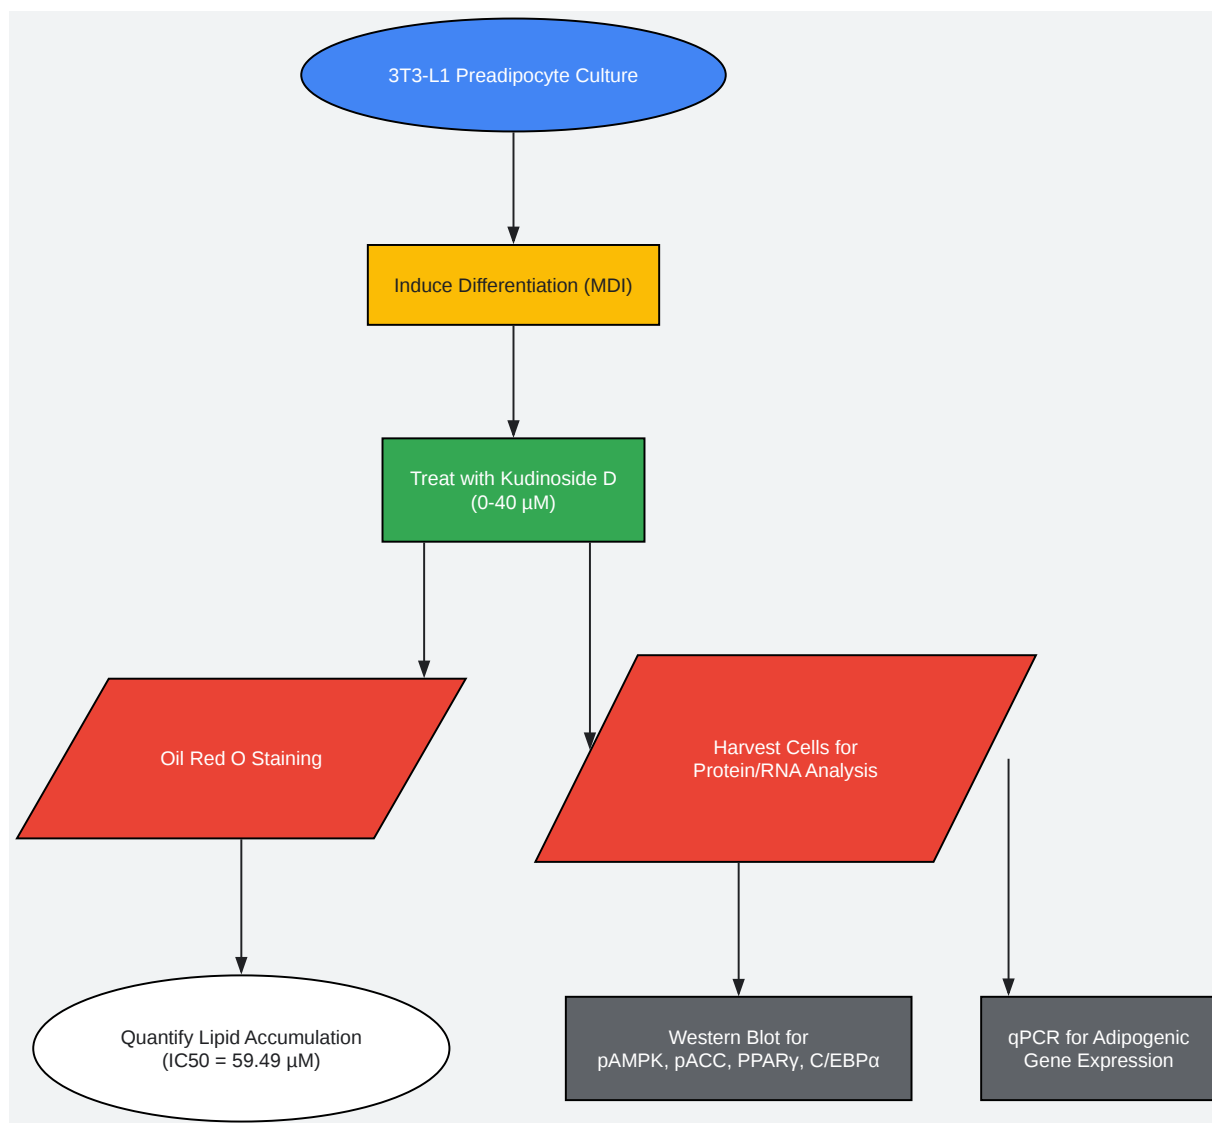 3T3-L1 Preadipocyte Culture
Induce Differentiation (MDI)
Treat with Kudinoside D
(0-40 µM)
Oil Red O Staining
Harvest Cells for
Protein/RNA Analysis
Quantify Lipid Accumulation
(IC50 = 59.49 µM)
Western Blot for
pAMPK, pACC, PPARγ, C/EBPα
qPCR for Adipogenic
Gene Expression